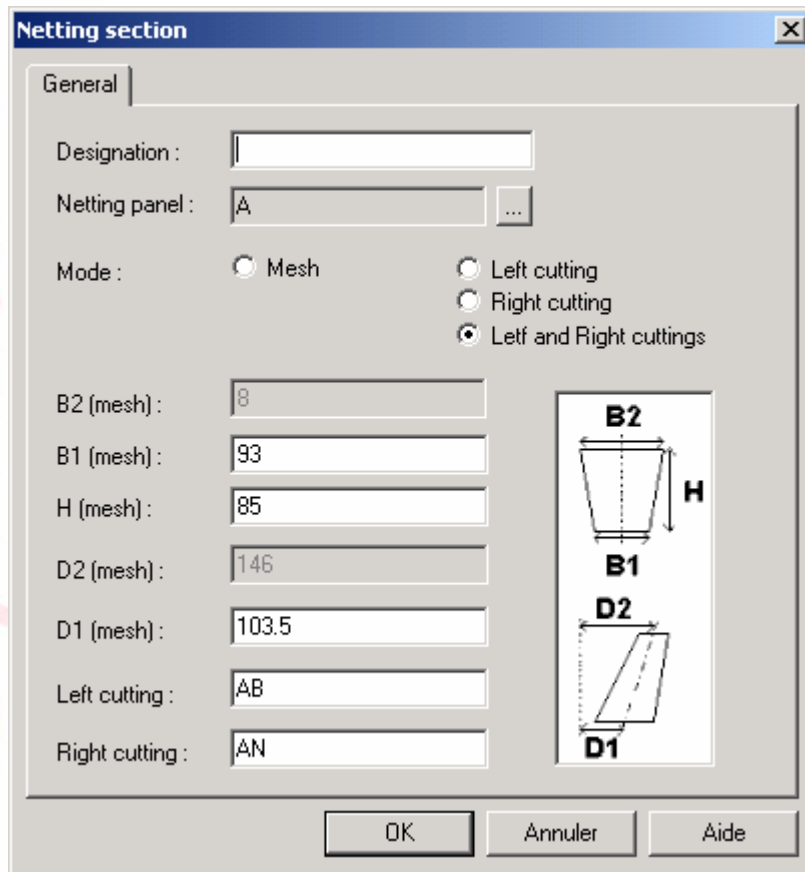 Netting section
General
Designation :
Netting panel : A ...
Mode : Mesh Left cutting
Right cutting
Letf and Right cuttings
B2 (mesh) : 8
B1 (mesh) : 93
H (mesh) : 85
D2 (mesh) : 146
D1 (mesh) : 103.5
Left cutting : AB
Right cutting : AN
B2
H
B1
D2
D1
OK Annuler Aide